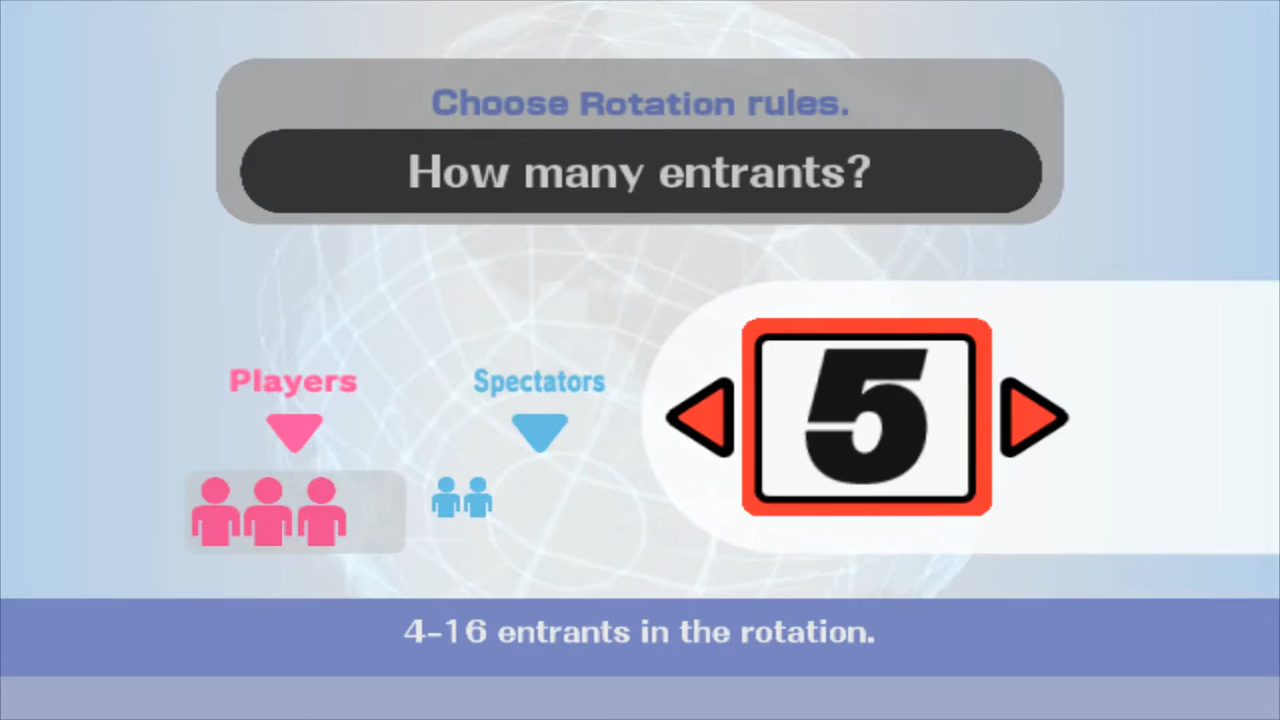 Choose Rotation rules.
How many entrants?
Players
Spectators
5
4-16 entrants in the rotation.